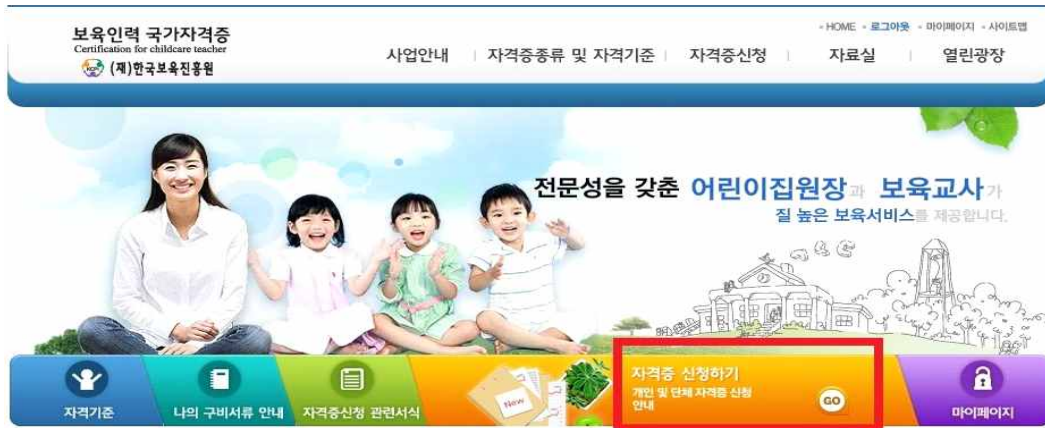 보육인력 국가자격증
Certification for childcare teacher
(재)한국보육진흥원
HOME 로그아웃 마이페이지 사이트맵
사업안내 자격증종류 및 자격기준 자격증신청 자료실 열린광장
전문성을 갖춘 어린이집원장과 보육교사가
질 높은 보육서비스를 제공합니다.
자격기준
나의 구비서류 안내
자격증신청 관련서식
New
자격증 신청하기
개인 및 단체 자격증 신청
안내
GO
마이페이지